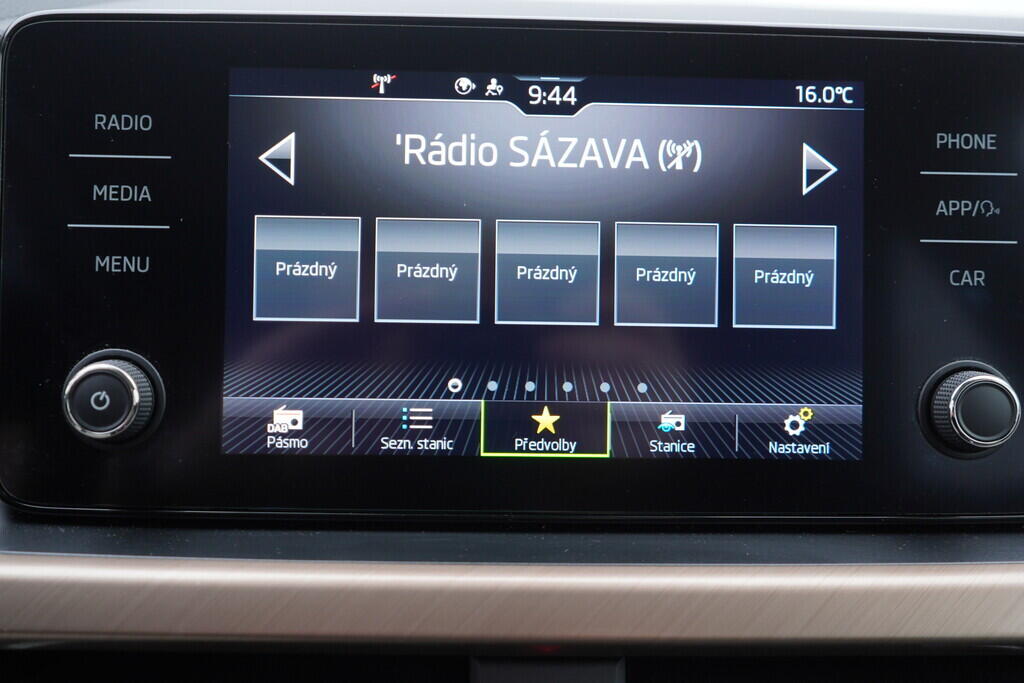 RADIO
MEDIA
MENU
9:44
16.0°C
'Rádio SÁZAVA
Prázdný
Prázdný
Prázdný
Prázdný
Prázdný
DAB
Pásmo
Sezn. stanic
Předvolby
Stanice
Nastavení
PHONE
APP/
CAR